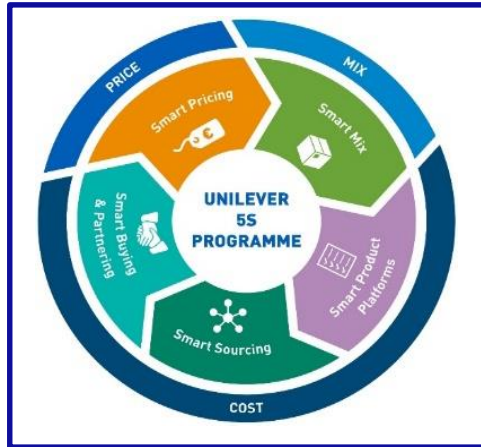 PRICE
MIX
Smart Pricing
Smart Mix
UNILEVER
5S
PROGRAMME
Smart Buying
& Partnering
Smart Product
Platforms
Smart Sourcing
COST